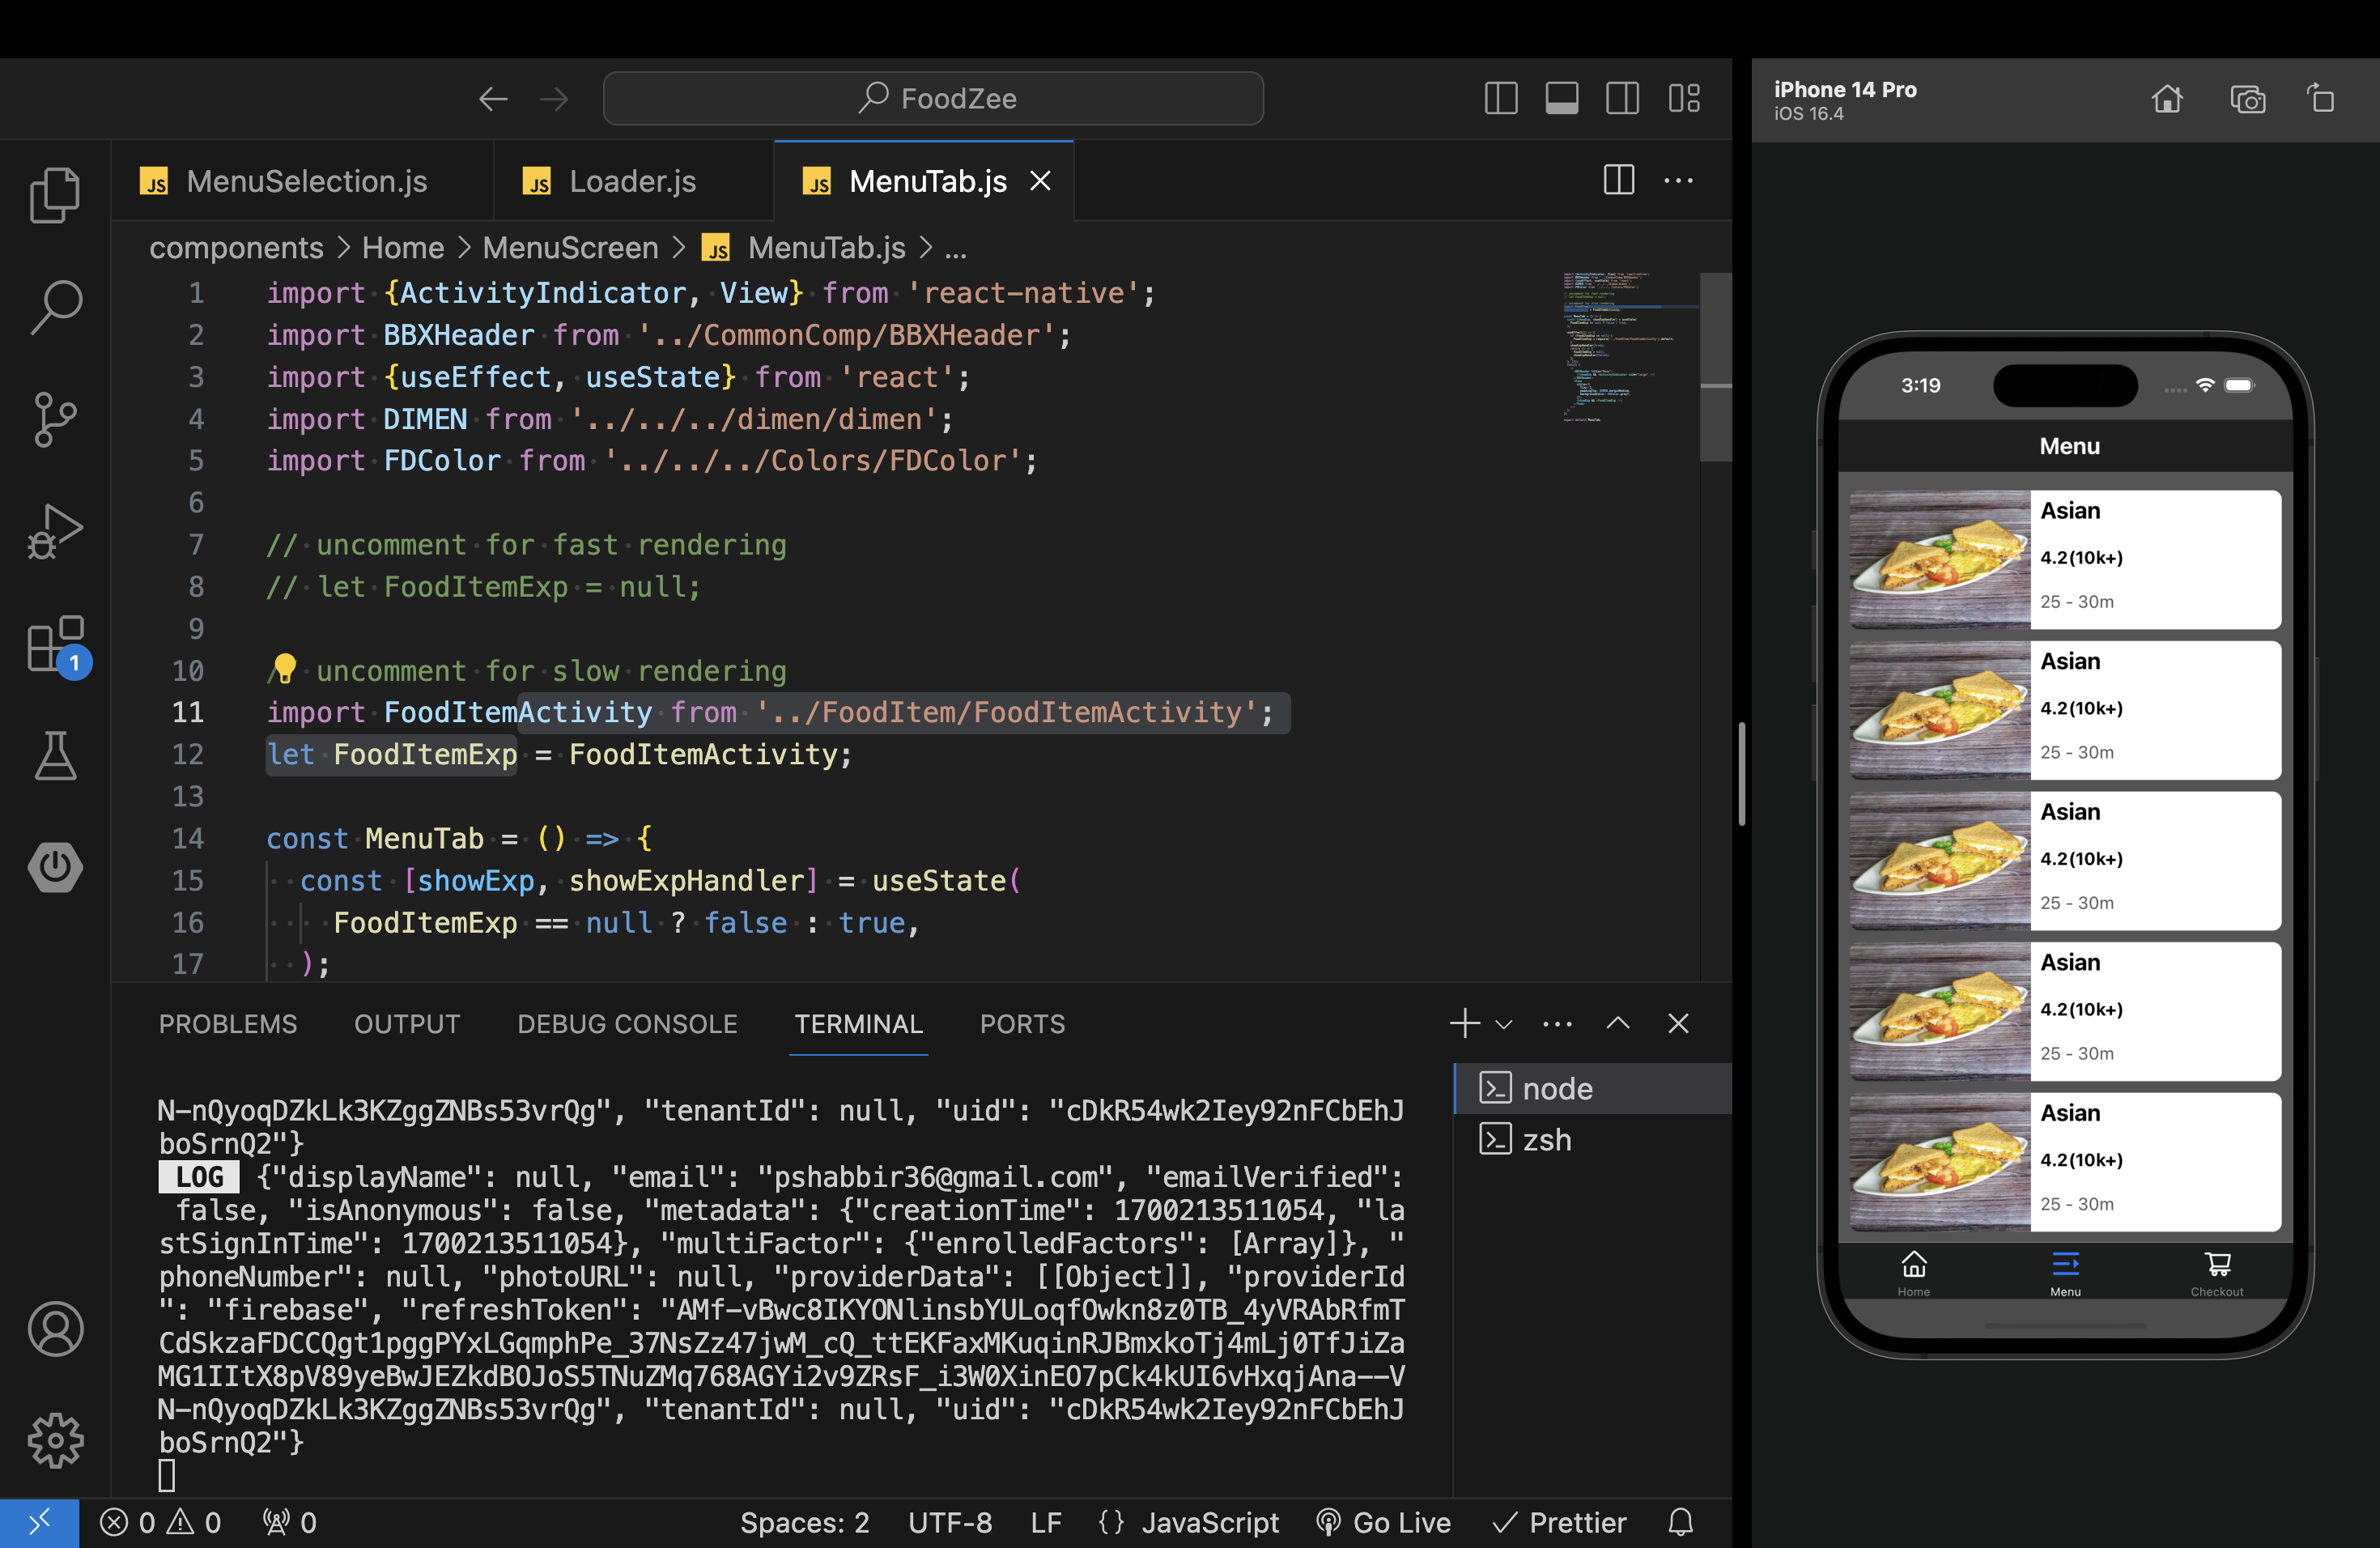 FoodZee
MenuSelection.js
Loader.js
MenuTab.js
components > Home > MenuScreen > MenuTab.js > ...
1 import {ActivityIndicator, View} from 'react-native';
2 import BBXHeader from '../CommonComp/BBXHeader';
3 import {useEffect, useState} from 'react';
4 import DIMEN from '../../../dimen/dimen';
5 import FDColor from '../../../Colors/FDColor';
6
7 // uncomment for fast rendering
8 // let FoodItemExp = null;
9
10 uncomment for slow rendering
11 import FoodItemActivity from '../FoodItem/FoodItemActivity';
12 let FoodItemExp = FoodItemActivity;
13
14 const MenuTab = () => {
15 const [showExp, showExpHandler] = useState(
16 FoodItemExp == null ? false : true,
17 );
1
PROBLEMS
OUTPUT
DEBUG CONSOLE
TERMINAL
PORTS
N-nQyoqDZkLk3KZggZNBs53vrQg", "tenantId": null, "uid": "cDkR54wk2Iey92nFCbEhJ
boSrnQ2"}
LOG {"displayName": null, "email": "pshabbir36@gmail.com", "emailVerified":
false, "isAnonymous": false, "metadata": {"creationTime": 1700213511054, "la
stSignInTime": 1700213511054}, "multiFactor": {"enrolledFactors": [Array]}, "
phoneNumber": null, "photoURL": null, "providerData": [[Object]], "providerId
": "firebase", "refreshToken": "AMf-vBwc8IKYONlinsbYULoqfOwkn8z0TB_4yVRAbRfmT
CdSkzaFDCCQgt1pggPYxLGqmphPe_37NsZz47jwM_cQ_ttEKFaxMKuqinRJBmxkoTj4mLj0TfJiZa
MG1IItX8pV89yeBwJEZkdBOJoS5TNuZMq768AGYi2v9ZRsF_i3W0XinEO7pCk4kUI6vHxqjAna--V
N-nQyoqDZkLk3KZggZNBs53vrQg", "tenantId": null, "uid": "cDkR54wk2Iey92nFCbEhJ
boSrnQ2"}
node
zsh
0 0 0
Spaces: 2
UTF-8
LF
{} JavaScript
Go Live
Prettier
iPhone 14 Pro
iOS 16.4
3:19
Menu
Asian
4.2(10k+)
25 - 30m
Asian
4.2(10k+)
25 - 30m
Asian
4.2(10k+)
25 - 30m
Asian
4.2(10k+)
25 - 30m
Asian
4.2(10k+)
25 - 30m
Home
Menu
Checkout